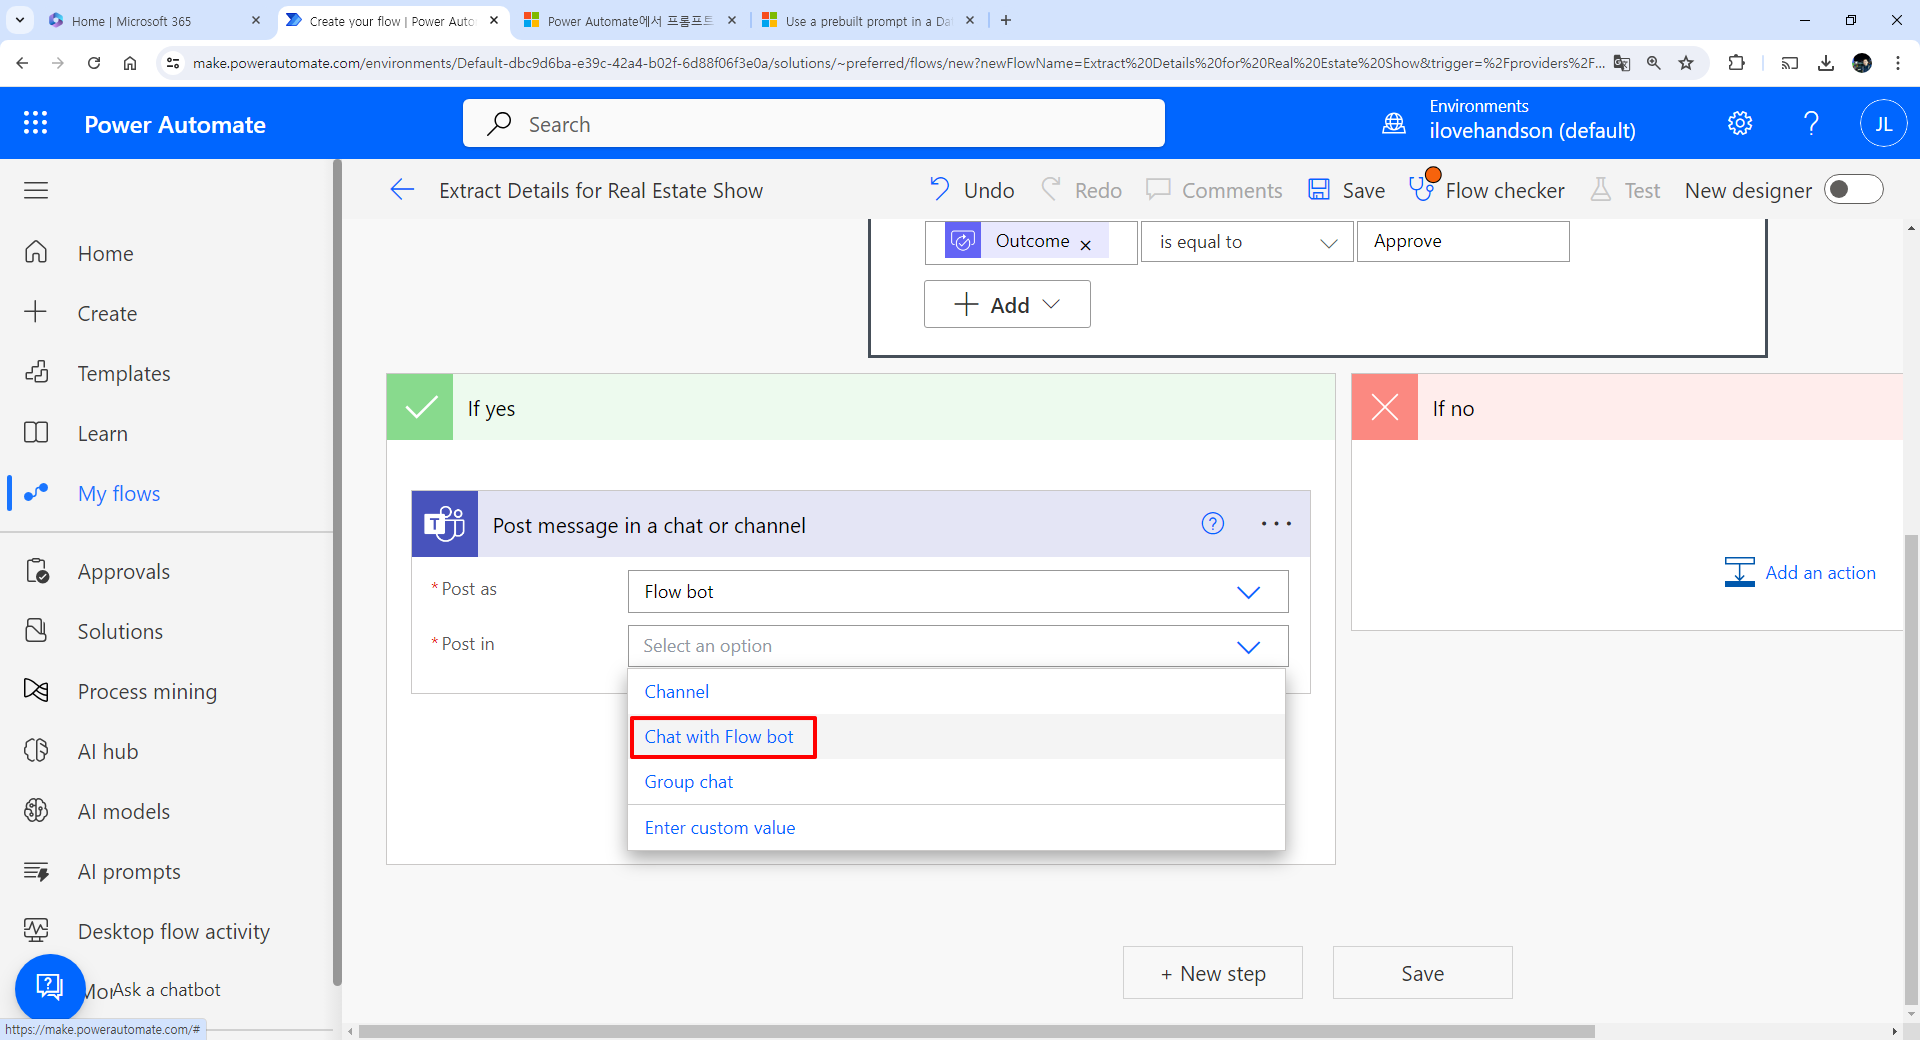 Home | Microsoft 365
Create your flow | Power Auto
Power Automate에서 프롬프트
Use a prebuilt prompt in a Da
make.powerautomate.com/environments/Default-dbc9d6ba-e39c-42a4-b02f-6d88f06f3e0a/solutions/~preferred/flows/new?newFlowName=Extract%20Details%20for%20Real%20Estate%20Show&trigger=%2Fproviders%2F...
Power Automate
Search
Environments
ilovehandson (default)
JL
Extract Details for Real Estate Show
Undo
Redo
Comments
Save
Flow checker
Test
New designer
Home
Create
Templates
Learn
My flows
Approvals
Solutions
Process mining
AI hub
AI models
AI prompts
Desktop flow activity
Mor
Ask a chatbot
https://make.powerautomate.com/#
Outcome
is equal to
Approve
Add
If yes
If no
Post message in a chat or channel
* Post as
Flow bot
* Post in
Select an option
Channel
Chat with Flow bot
Group chat
Enter custom value
Add an action
+ New step
Save